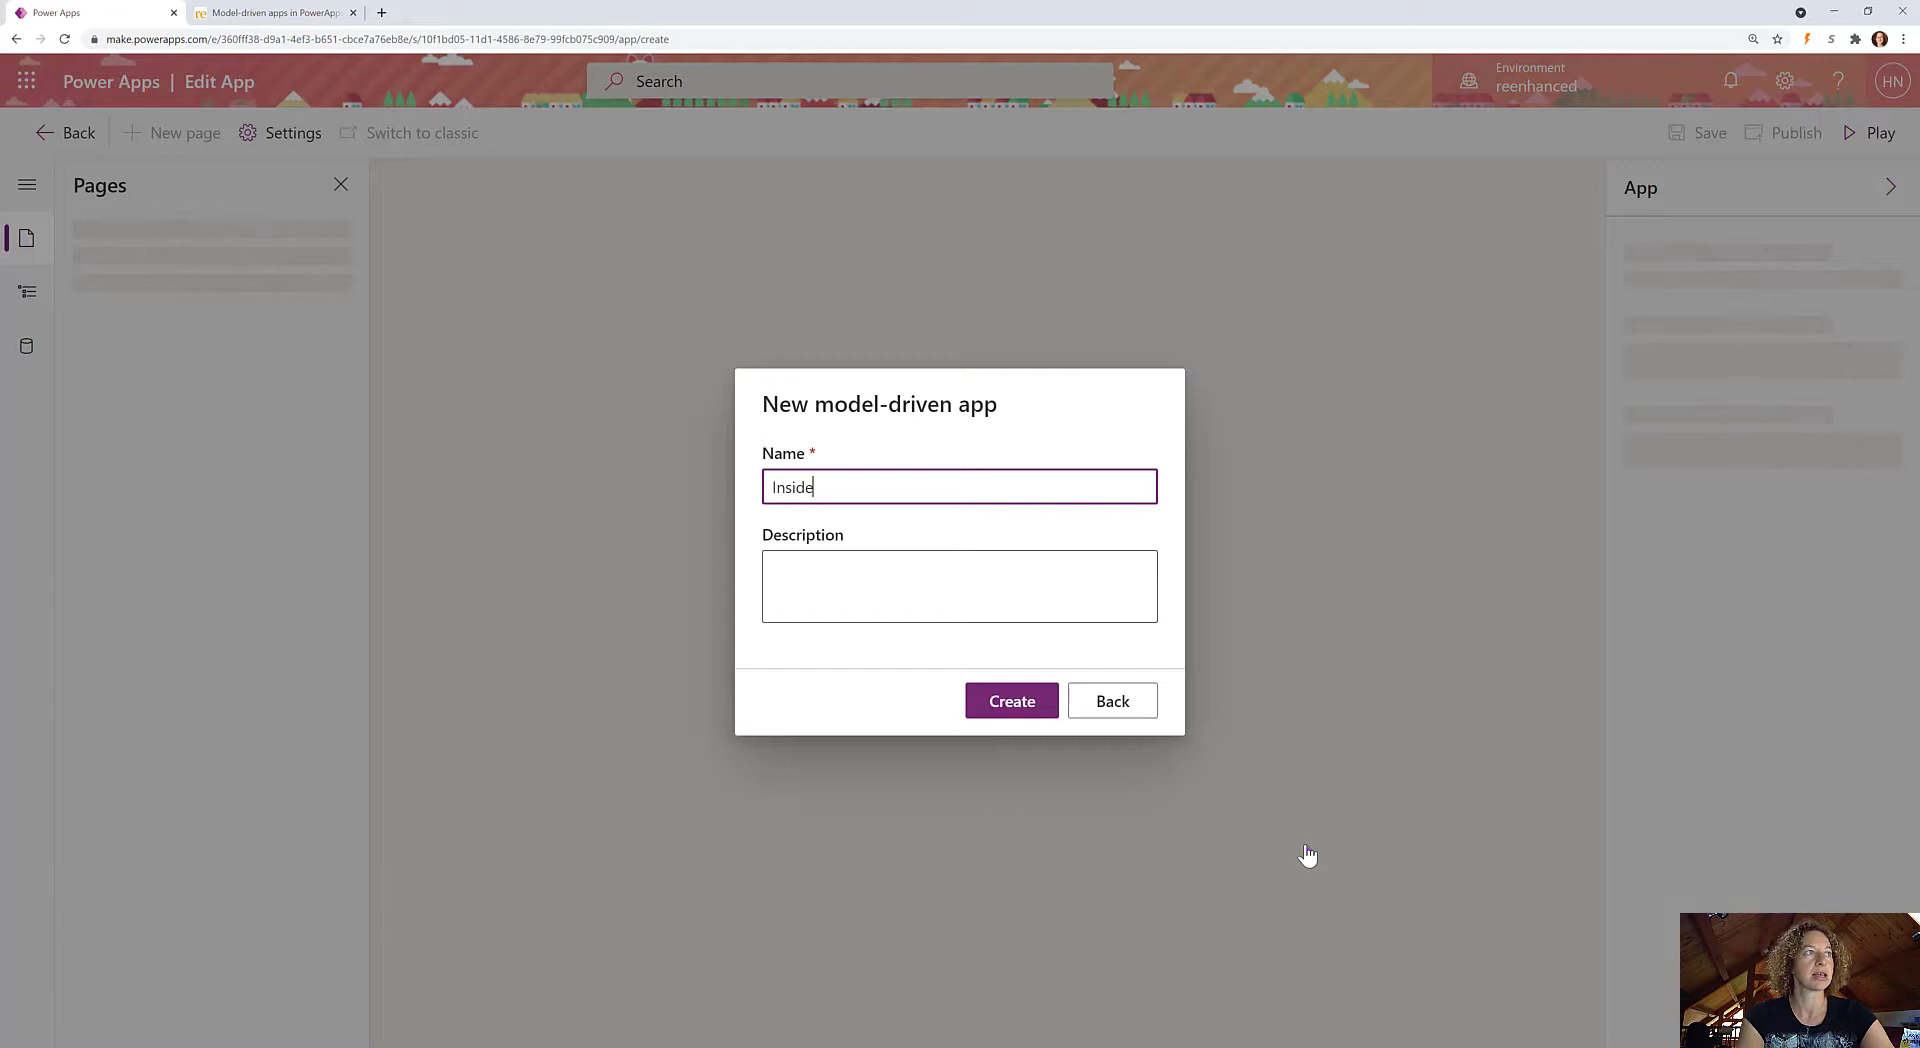 Power Apps
Model-driven apps in PowerApps
make.powerapps.com/e/360fff38-d9a1-4ef3-b651-cbce7a76eb8e/s/10f1bd05-11d1-4586-8e79-99fcb075c909/app/create
Power Apps | Edit App
Search
Environment
reenhanced
HN
Back
New page
Settings
Switch to classic
Save
Publish
Play
Pages
App
New model-driven app
Name *
Inside
Description
Create
Back